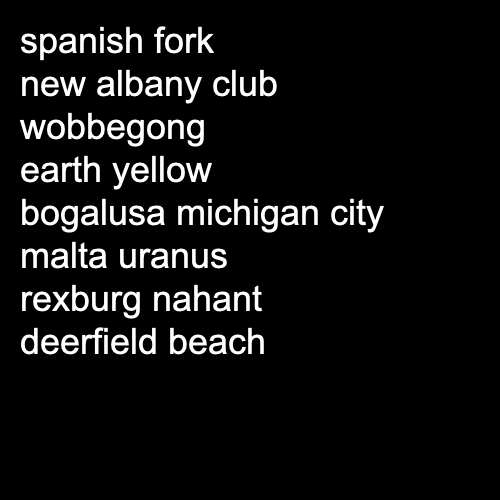 spanish fork
new albany club
wobbegong
earth yellow
bogalusa michigan city
malta uranus
rexburg nahant
deerfield beach